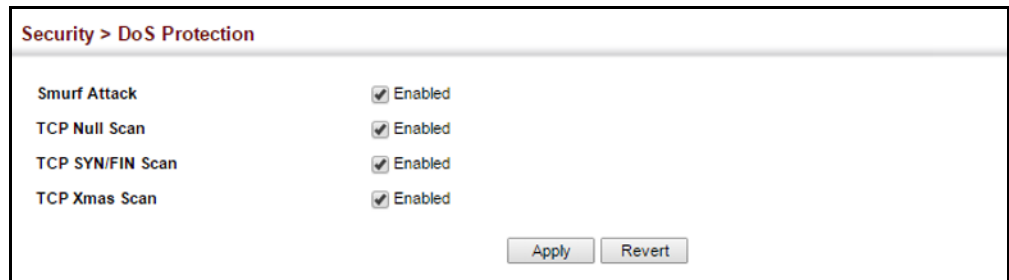 Security > DoS Protection
Smurf Attack Enabled
TCP Null Scan Enabled
TCP SYN/FIN Scan Enabled
TCP Xmas Scan Enabled
Apply Revert